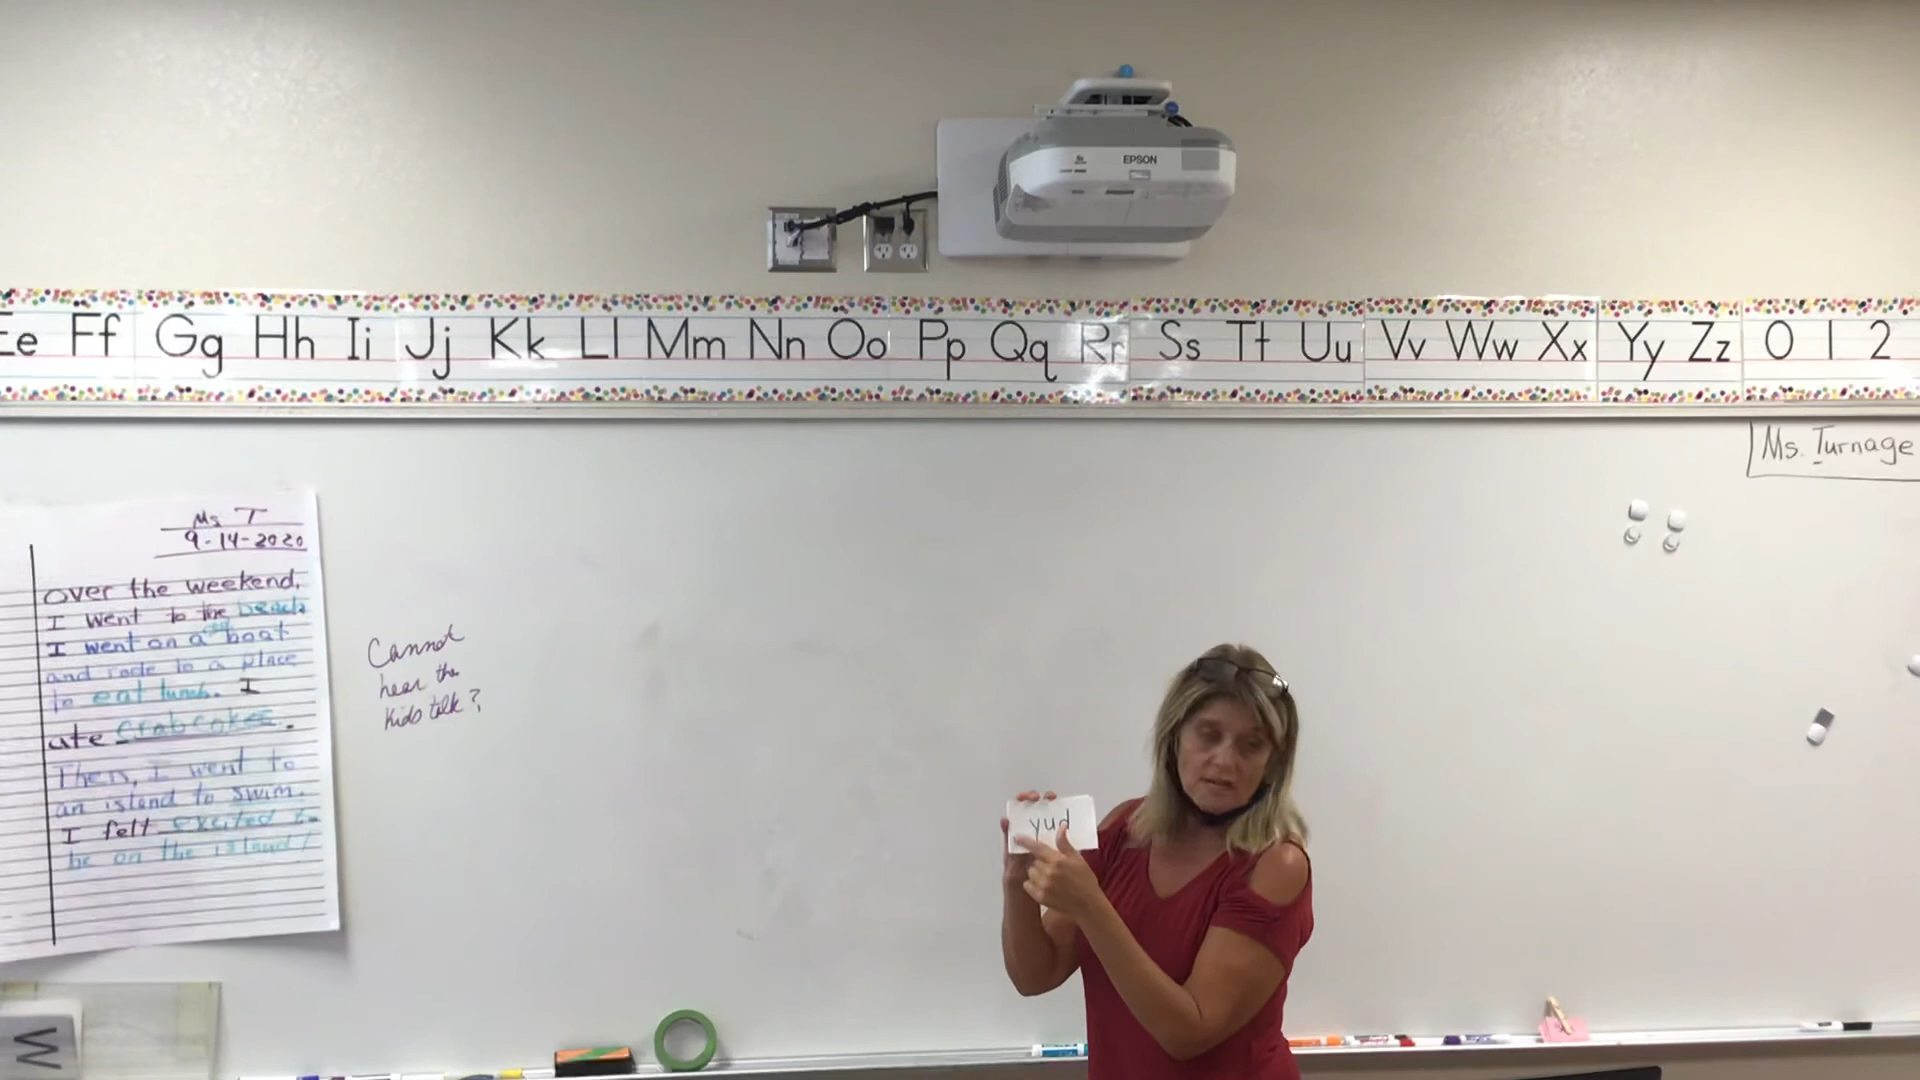 EPSON
Ee Ff Gg Hh Ii Jj Kk Ll Mm Nn Oo Pp Qq Rr Ss Tt Uu Vv Ww Xx Yy Zz 0 1 2
Ms. Turnage
Ms T
9-14-2020
over the weekend,
I went to the beach
I went on a boat
and rode to a place
to eat lunch. I
ate crabcakes.
Then, I went to
an island to swim.
I felt excited to
be on the island!
Cannot
hear the
kids talk?
yud
W